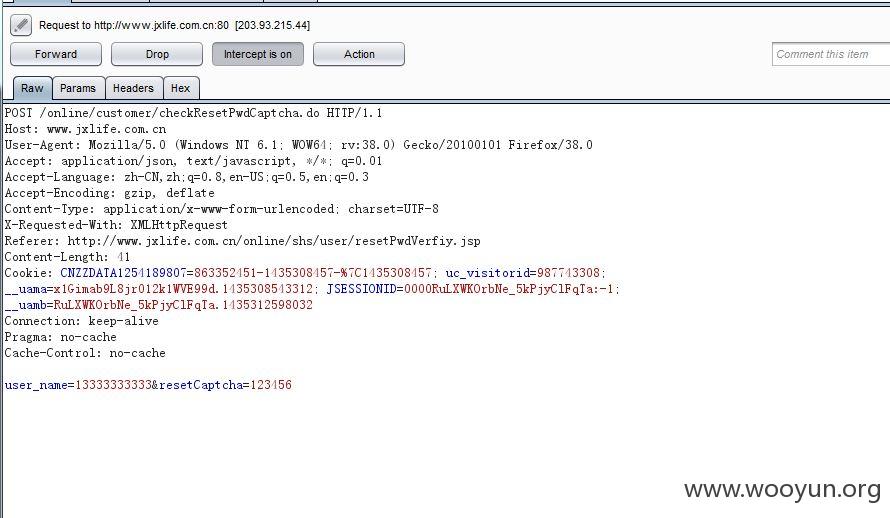 Request to http://www.jxlife.com.cn:80 [203.93.215.44]
Forward Drop Intercept is on Action Comment this item
Raw Params Headers Hex
POST /online/customer/checkResetPwdCaptcha.do HTTP/1.1
Host: www.jxlife.com.cn
User-Agent: Mozilla/5.0 (Windows NT 6.1; WOW64; rv:38.0) Gecko/20100101 Firefox/38.0
Accept: application/json, text/javascript, */*; q=0.01
Accept-Language: zh-CN,zh;q=0.8,en-US;q=0.5,en;q=0.3
Accept-Encoding: gzip, deflate
Content-Type: application/x-www-form-urlencoded; charset=UTF-8
X-Requested-With: XMLHttpRequest
Referer: http://www.jxlife.com.cn/online/shs/user/resetPwdVerfiy.jsp
Content-Length: 41
Cookie: CNZZDATA1254189807=863352451-1435308457-%7C1435308457; uc_visitorid=987743308;
__uama=x1Gimab9L8jr012k1WVE99d.1435308543312; JSESSIONID=0000RuLXWKOrbNe_5kPjyClFqTa:-1;
__uamb=RuLXWKOrbNe_5kPjyClFqTa.1435312598032
Connection: keep-alive
Pragma: no-cache
Cache-Control: no-cache
user_name=13333333333&resetCaptcha=123456
www.wooyun.org